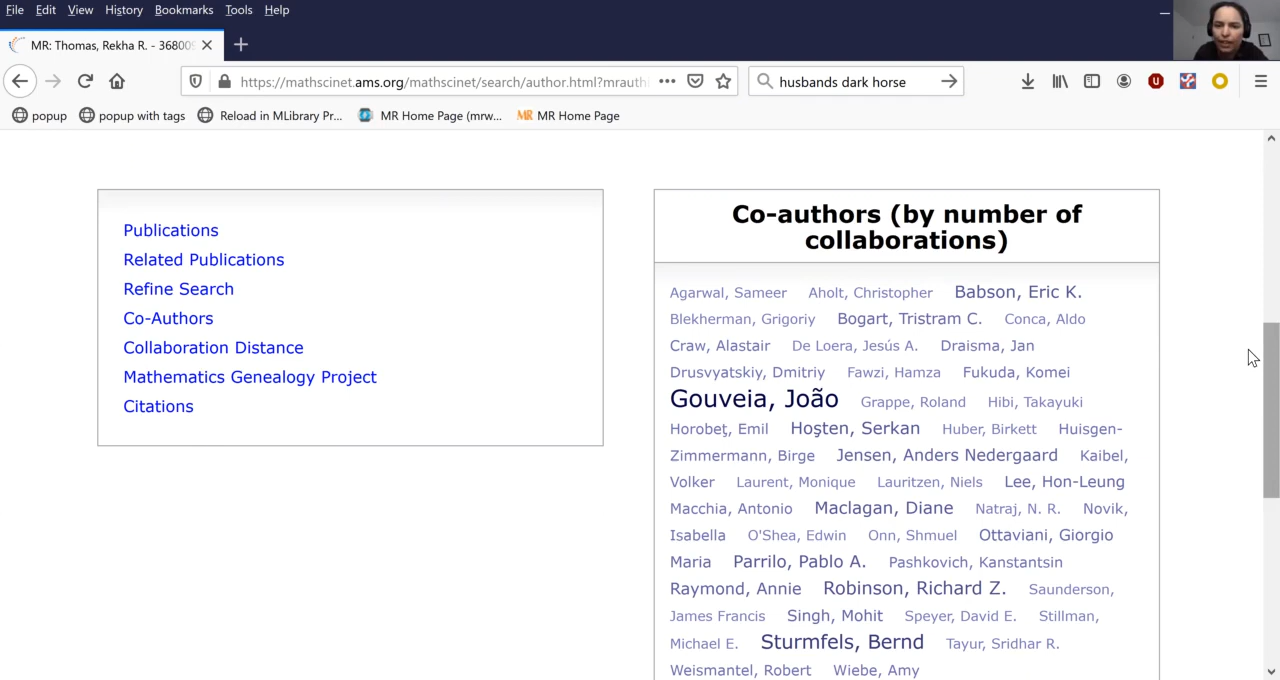 File Edit View History Bookmarks Tools Help
MR: Thomas, Rekha R. - 368009
https://mathscinet.ams.org/mathscinet/search/author.html?mrauth
husbands dark horse
popup popup with tags Reload in MLibrary Pr... MR Home Page (mrw... MR MR Home Page
Publications
Related Publications
Refine Search
Co-Authors
Collaboration Distance
Mathematics Genealogy Project
Citations
Co-authors (by number of
collaborations)
Agarwal, Sameer Aholt, Christopher Babson, Eric K.
Blekherman, Grigoriy Bogart, Tristram C. Conca, Aldo
Craw, Alastair De Loera, Jesús A. Draisma, Jan
Drusvyatskiy, Dmitriy Fawzi, Hamza Fukuda, Komei
Gouveia, João Grappe, Roland Hibi, Takayuki
Horobeţ, Emil Hoşten, Serkan Huber, Birkett Huisgen-
Zimmermann, Birge Jensen, Anders Nedergaard Kaibel,
Volker Laurent, Monique Lauritzen, Niels Lee, Hon-Leung
Macchia, Antonio Maclagan, Diane Natraj, N. R. Novik,
Isabella O'Shea, Edwin Onn, Shmuel Ottaviani, Giorgio
Maria Parrilo, Pablo A. Pashkovich, Kanstantsin
Raymond, Annie Robinson, Richard Z. Saunderson,
James Francis Singh, Mohit Speyer, David E. Stillman,
Michael E. Sturmfels, Bernd Tayur, Sridhar R.
Weismantel, Robert Wiebe, Amy